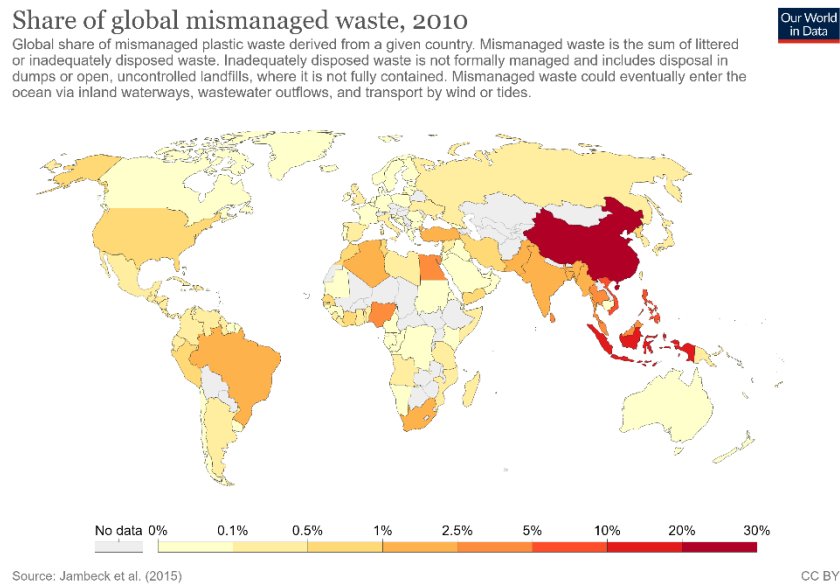 Share of global mismanaged waste, 2010
Our World
in Data
Global share of mismanaged plastic waste derived from a given country. Mismanaged waste is the sum of littered
or inadequately disposed waste. Inadequately disposed waste is not formally managed and includes disposal in
dumps or open, uncontrolled landfills, where it is not fully contained. Mismanaged waste could eventually enter the
ocean via inland waterways, wastewater outflows, and transport by wind or tides.
No data 0% 0.1% 0.5% 1% 2.5% 5% 10% 20% 30%
Source: Jambeck et al. (2015) CC BY